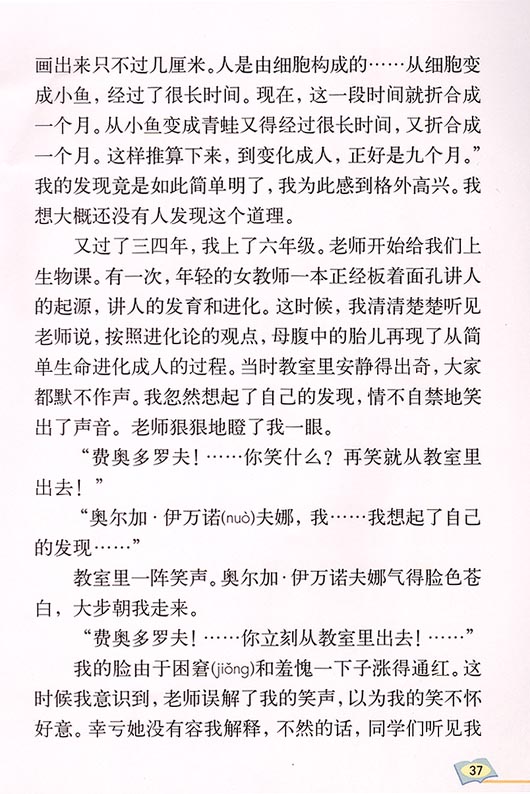 画出来只不过几厘米。人是由细胞构成的……从细胞变
成小鱼，经过了很长时间。现在，这一段时间就折合成
一个月。从小鱼变成青蛙又得经过很长时间，又折合成
一个月。这样推算下来，到变化成人，正好是九个月。”
我的发现竟是如此简单明了，我为此感到格外高兴。我
想大概还没有人发现这个道理。
又过了三四年，我上了六年级。老师开始给我们上
生物课。有一次，年轻的女教师一本正经板着面孔讲人
的起源，讲人的发育和进化。这时候，我清清楚楚听见
老师说，按照进化论的观点，母腹中的胎儿再现了从简
单生命进化成人的过程。当时教室里安静得出奇，大家
都默不作声。我忽然想起了自己的发现，情不自禁地笑
出了声音。老师狠狠地瞪了我一眼。
“费奥多罗夫！……你笑什么？再笑就从教室里
出去！”
“奥尔加·伊万诺(nuò)夫娜，我……我想起了自己
的发现……”
教室里一阵笑声。奥尔加·伊万诺夫娜气得脸色苍
白，大步朝我走来。
“费奥多罗夫！……你立刻从教室里出去！……”
我的脸由于困窘(jiǒng)和羞愧一下子涨得通红。这
时候我意识到，老师误解了我的笑声，以为我的笑不怀
好意。幸亏她没有容我解释，不然的话，同学们听见我
37